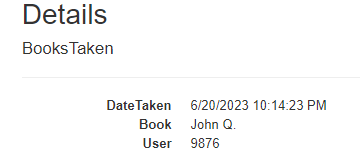 Details
BooksTaken
DateTaken 6/20/2023 10:14:23 PM
Book John Q.
User 9876